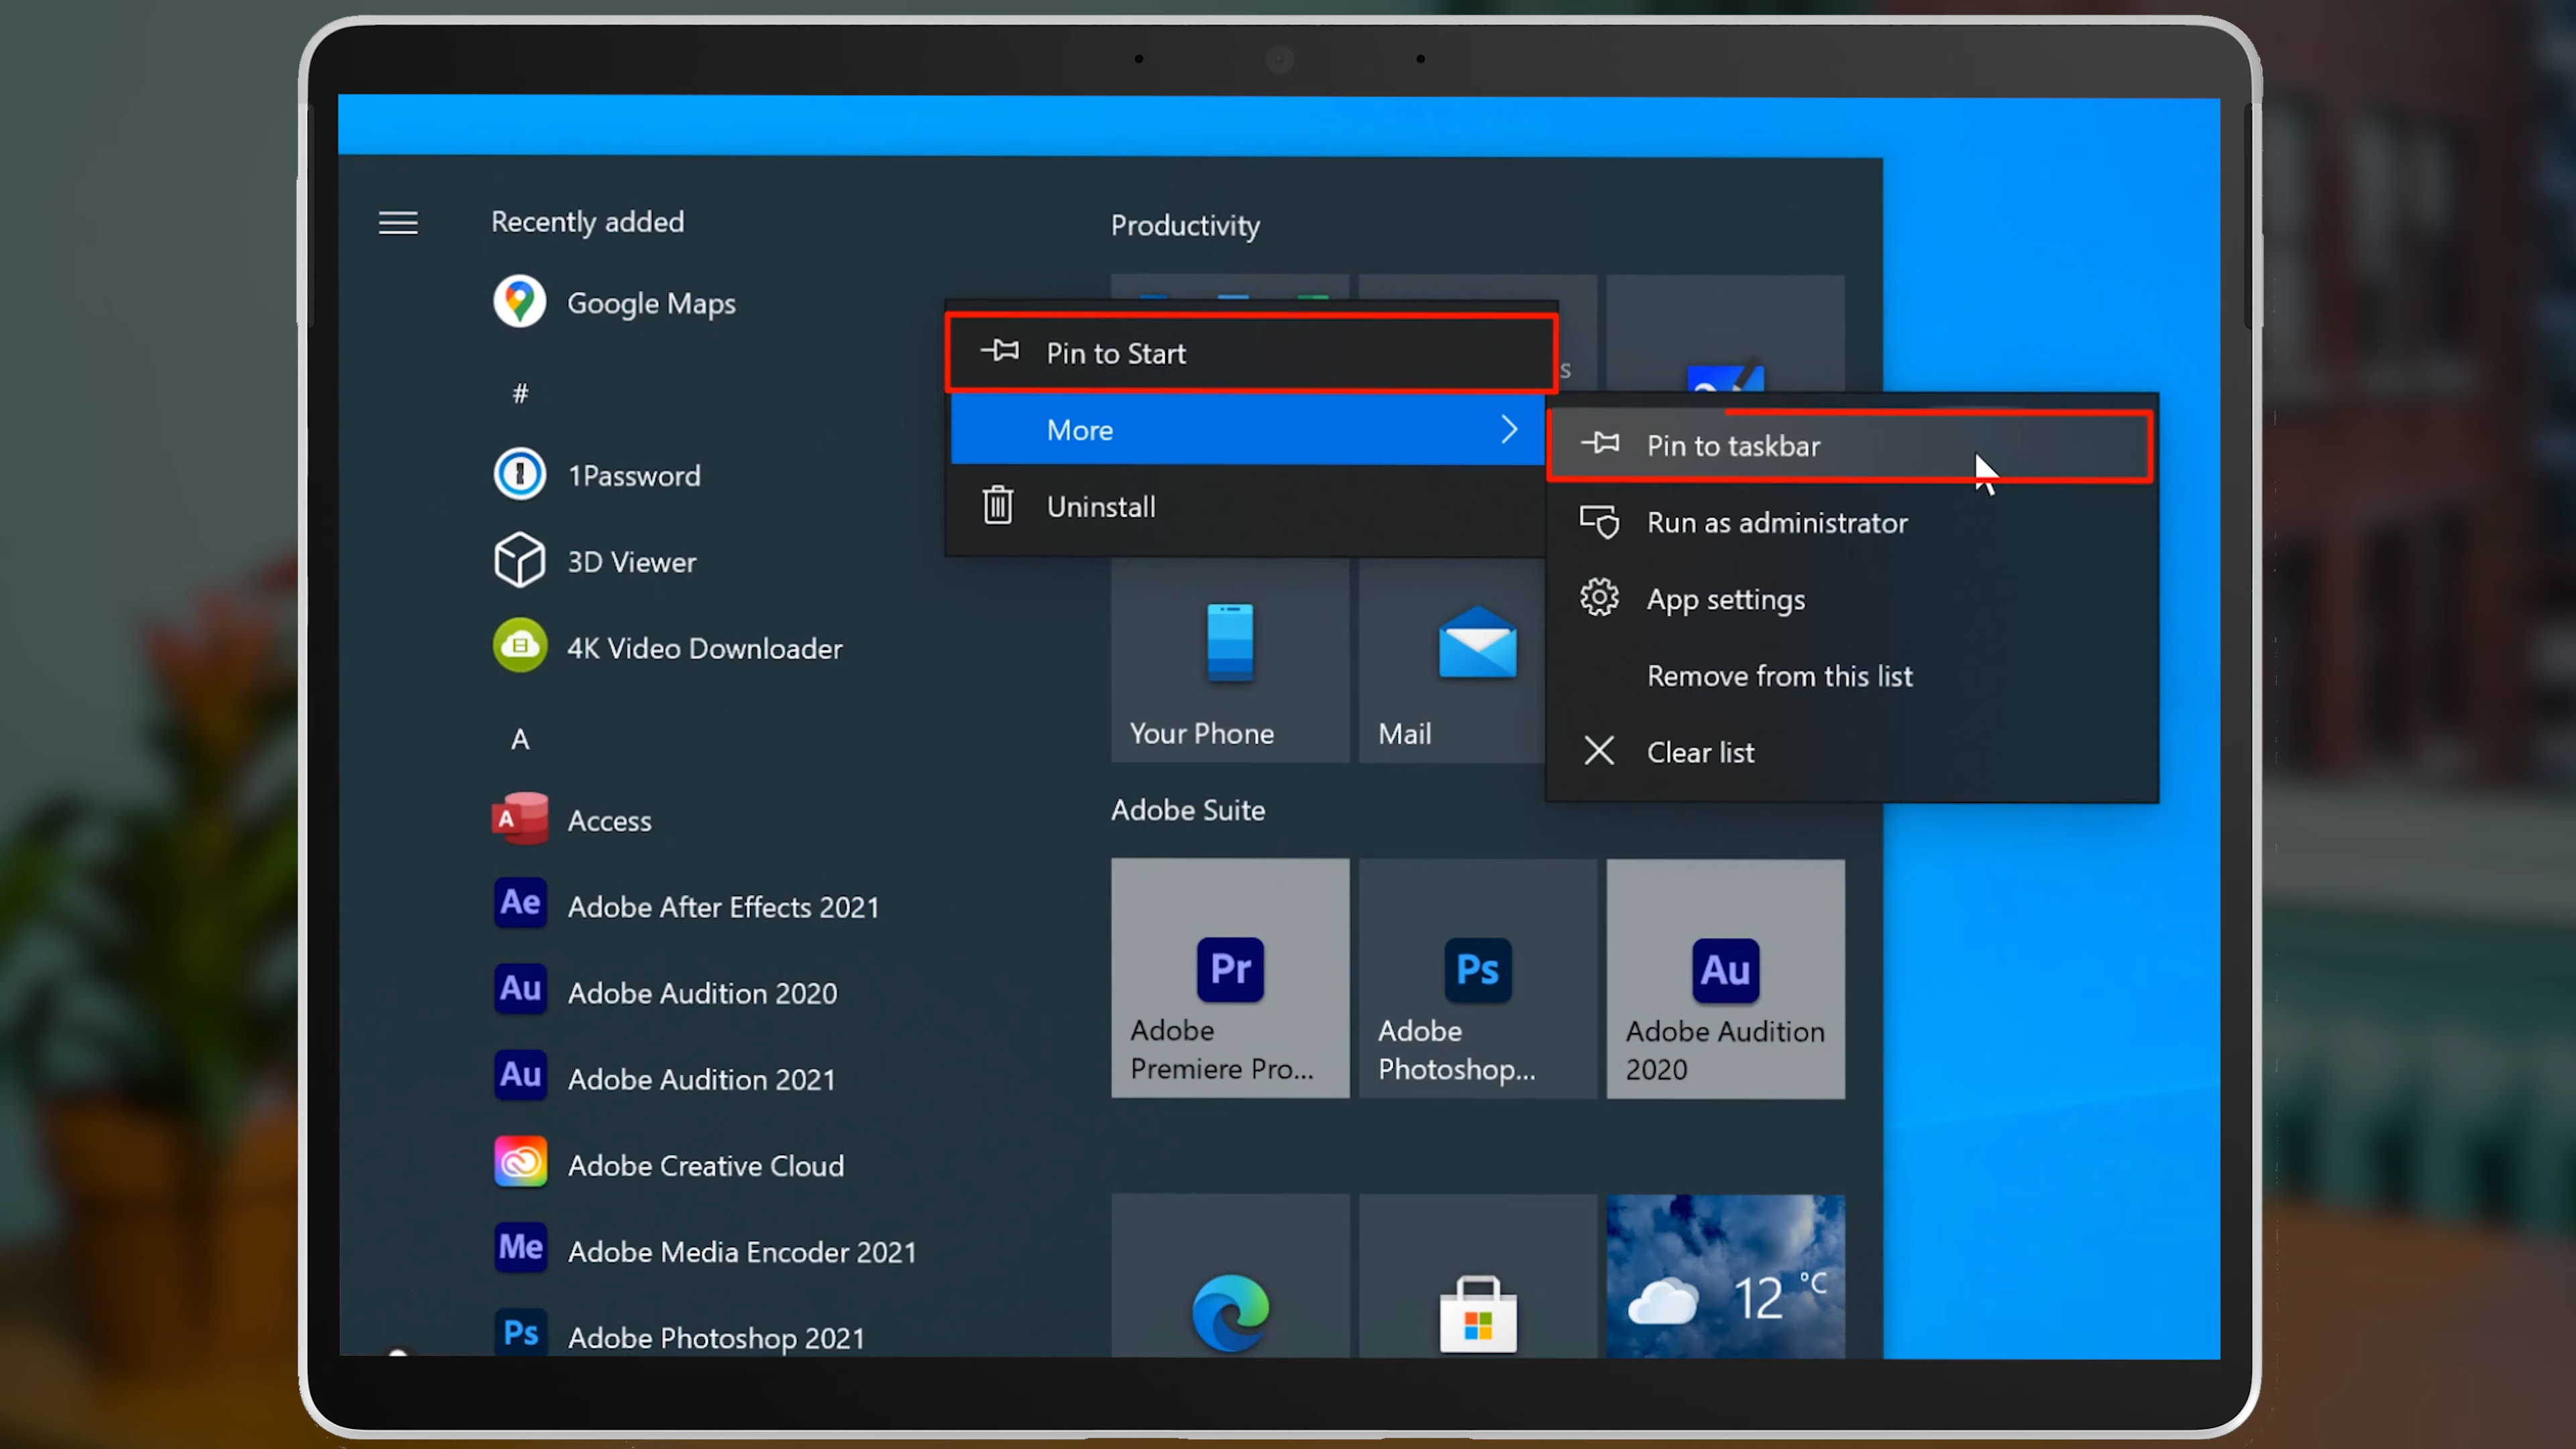 Recently added
Google Maps
#
1Password
3D Viewer
4K Video Downloader
A
A
Access
Ae
Adobe After Effects 2021
Au
Adobe Audition 2020
Au
Adobe Audition 2021
Adobe Creative Cloud
Me
Adobe Media Encoder 2021
Ps
Adobe Photoshop 2021
Productivity
s
Pin to Start
More
Uninstall
Pin to taskbar
Run as administrator
App settings
Remove from this list
Clear list
Your Phone
Mail
Adobe Suite
Pr
Adobe
Premiere Pro...
Ps
Adobe
Photoshop...
Au
Adobe Audition
2020
12 °C